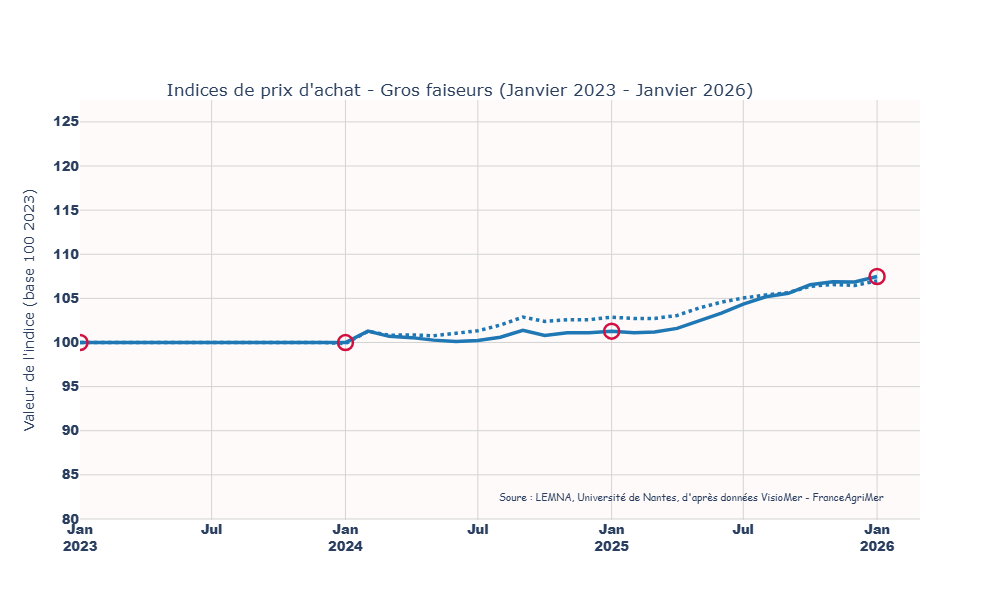 Indices de prix d'achat - Gros faiseurs (Janvier 2023 - Janvier 2026)
Valeur de l'indice (base 100 2023)
125
120
115
110
105
100
95
90
85
80
Soure : LEMNA, Université de Nantes, d'après données VisioMer - FranceAgriMer
Jan
2023
Jul
Jan
2024
Jul
Jan
2025
Jul
Jan
2026